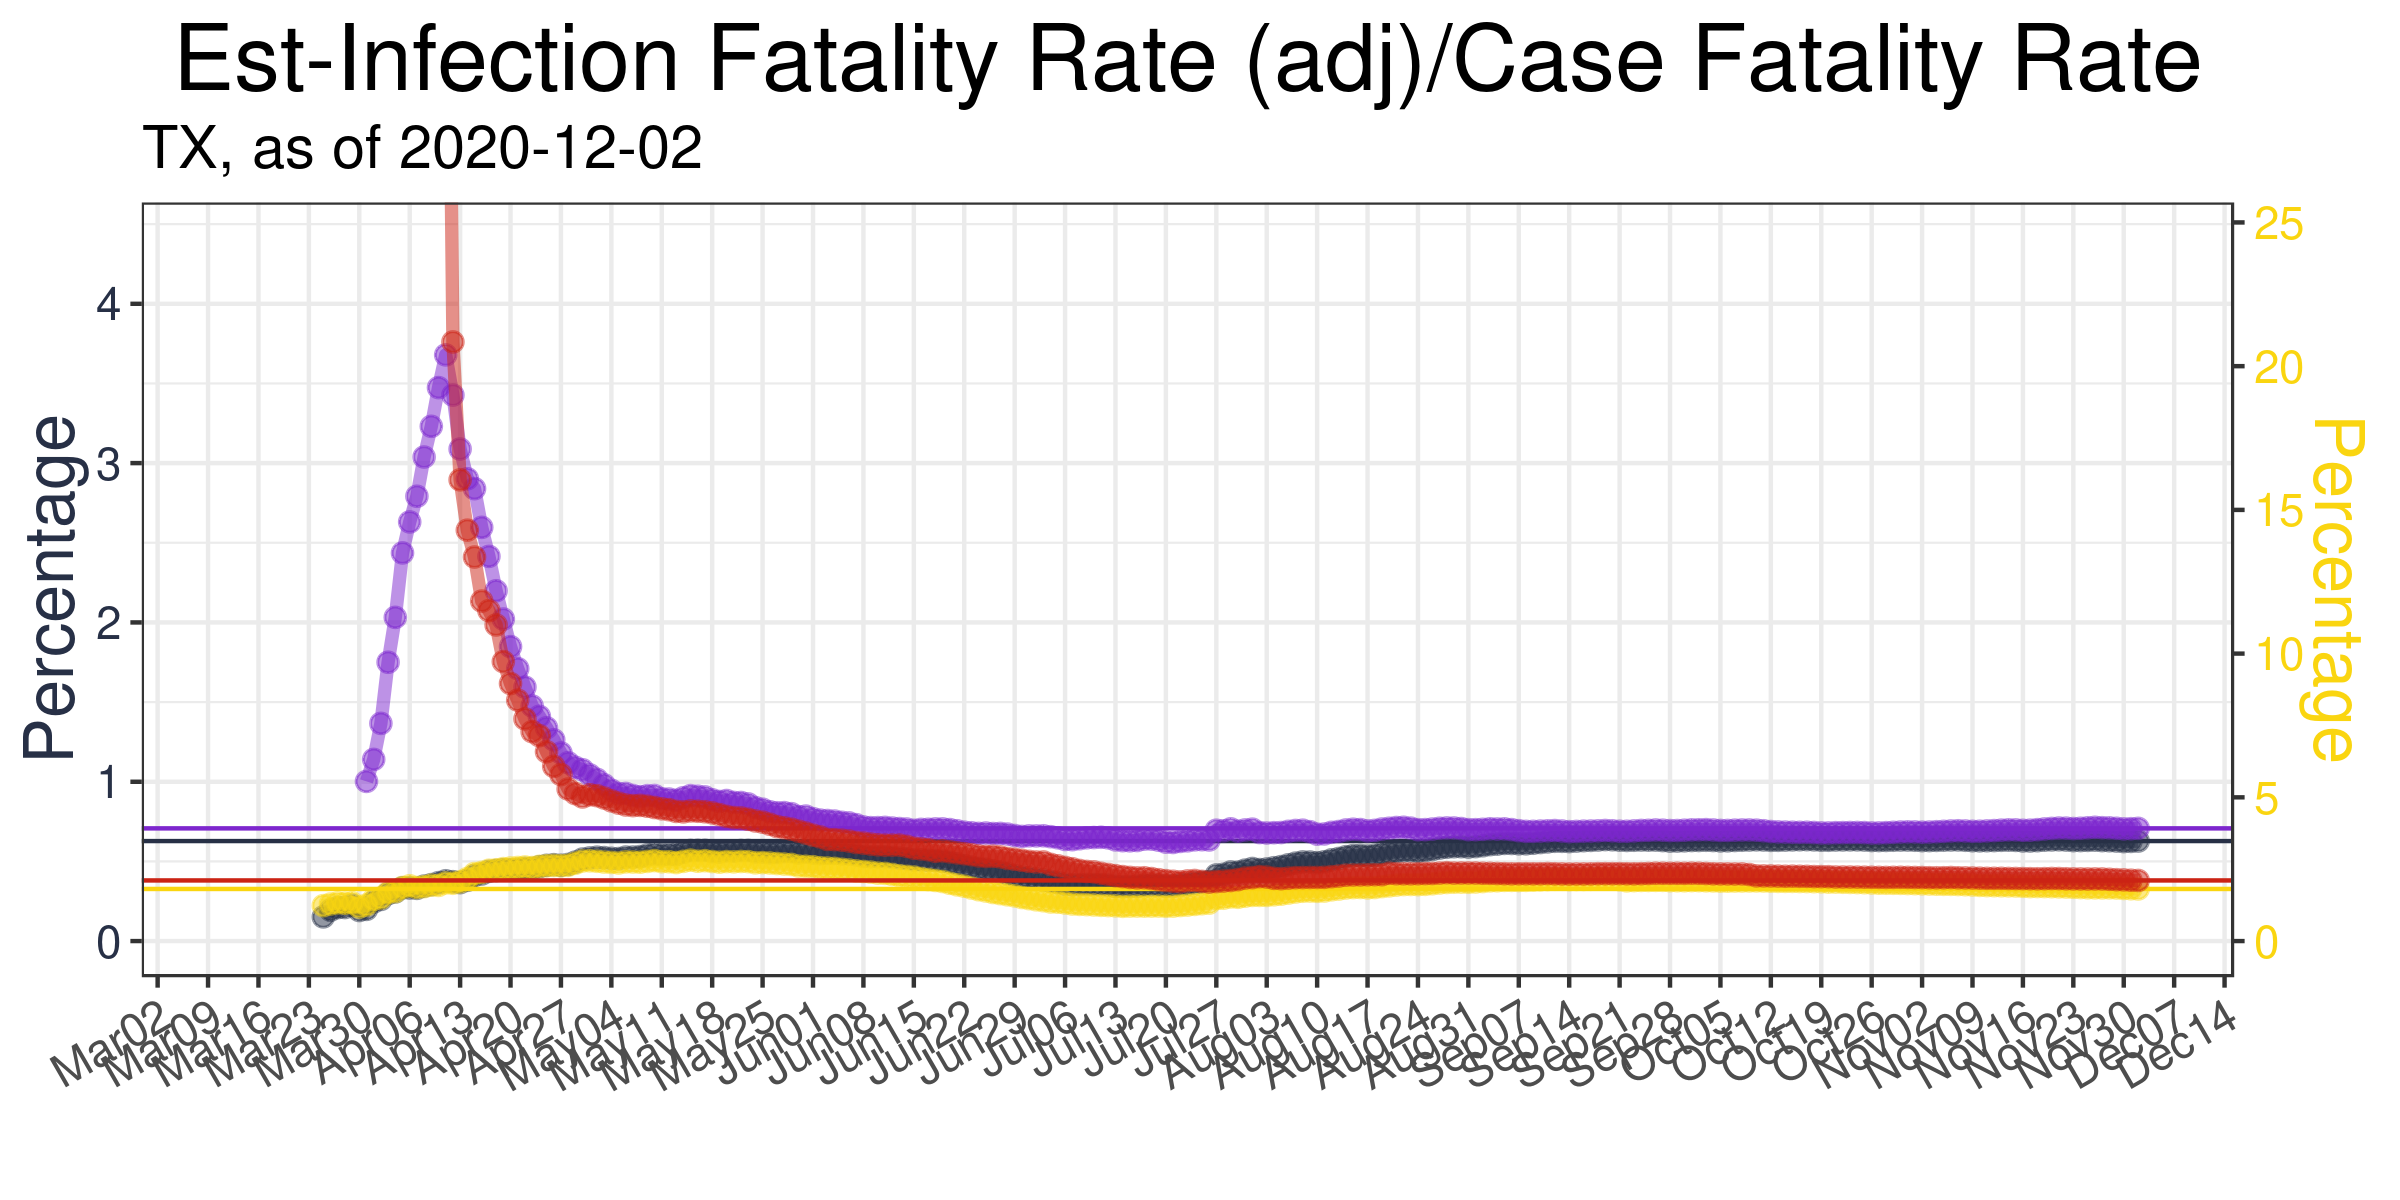 Est-Infection Fatality Rate (adj)/Case Fatality Rate
TX, as of 2020-12-02
Percentage
4
3
2
1
0
25
20
15
10
5
0
Percentage
Mar02
Mar09
Mar16
Mar23
Mar30
Apr06
Apr13
Apr20
Apr27
May04
May11
May18
May25
Jun01
Jun08
Jun15
Jun22
Jun29
Jul06
Jul13
Jul20
Jul27
Aug03
Aug10
Aug17
Aug24
Aug31
Sep07
Sep14
Sep21
Sep28
Oct05
Oct12
Oct19
Oct26
Nov02
Nov09
Nov16
Nov23
Nov30
Dec07
Dec14